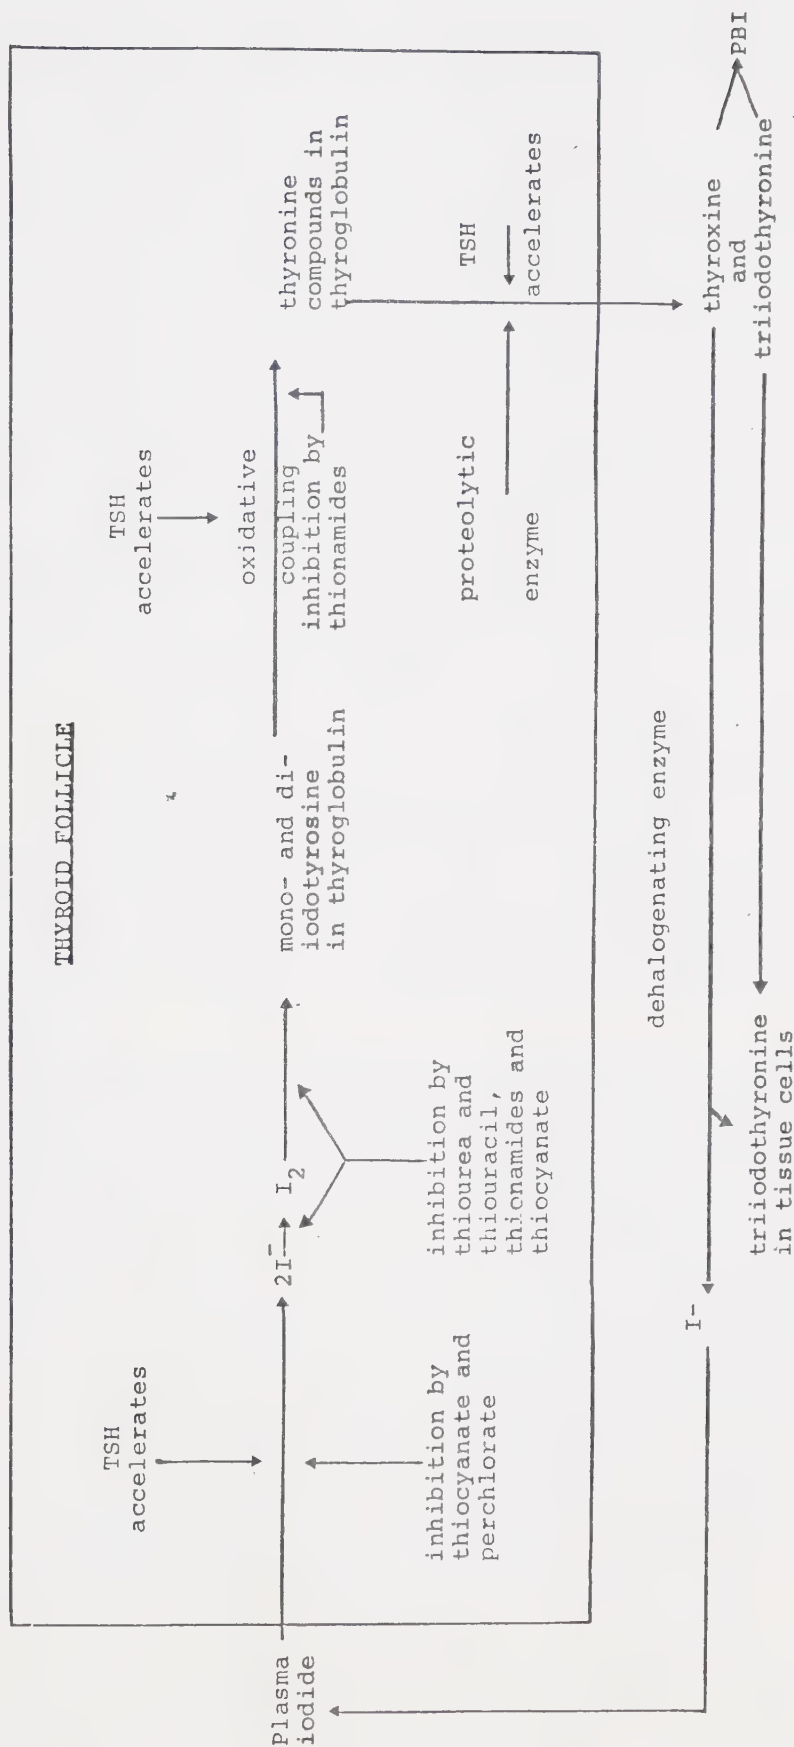 THYROID FOLLICLE
TSH
accelerates
TSH
accelerates
Plasma
iodide
2I⁻
I₂
mono- and di-
iodotyrosine
in thyroglobulin
oxidative
coupling
inhibition by
thionamides
thyronine
compounds in
thyroglobulin
inhibition by
thiocyanate and
perchlorate
inhibition by
thiourea and
thiouracil,
thionamides and
thiocyanate
proteolytic
enzyme
TSH
accelerates
I-
dehalogenating enzyme
triiodothyronine
in tissue cells
thyroxine
and
triiodothyronine
PBI